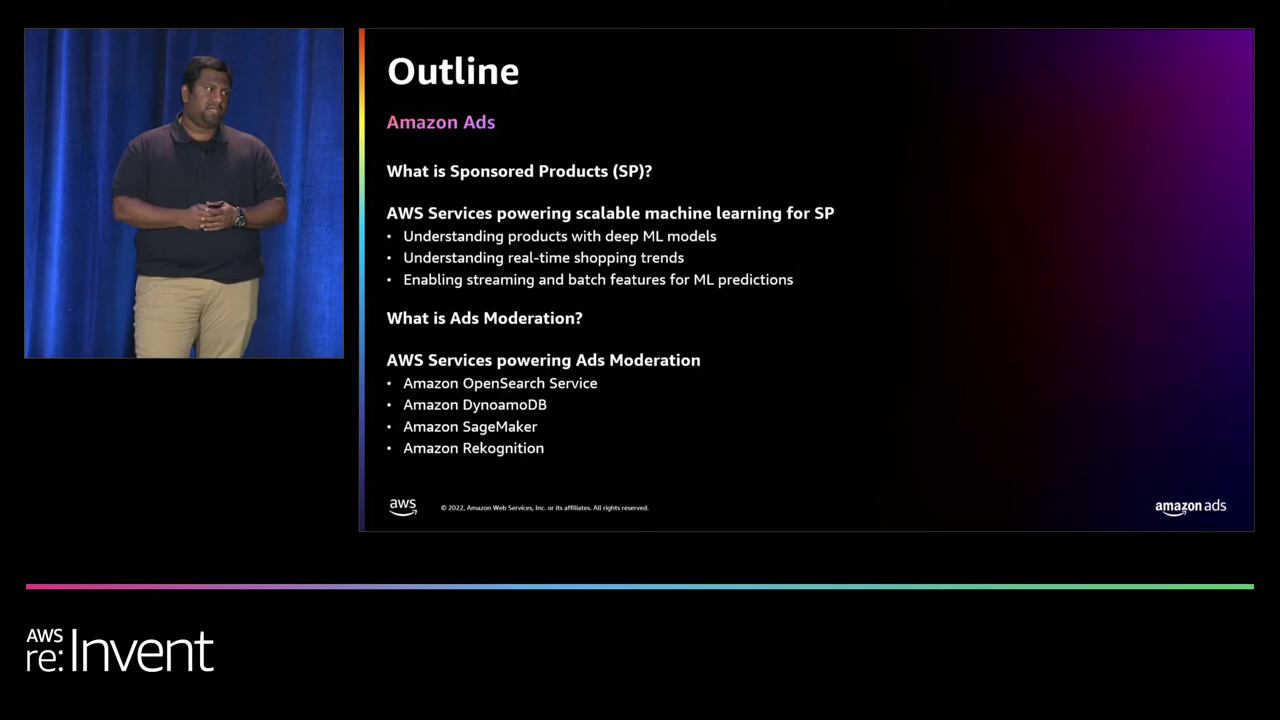 Outline
Amazon Ads
What is Sponsored Products (SP)?
AWS Services powering scalable machine learning for SP
• Understanding products with deep ML models
• Understanding real-time shopping trends
• Enabling streaming and batch features for ML predictions
What is Ads Moderation?
AWS Services powering Ads Moderation
• Amazon OpenSearch Service
• Amazon DynoamoDB
• Amazon SageMaker
• Amazon Rekognition
aws
© 2022, Amazon Web Services, Inc. or its affiliates. All rights reserved.
amazon ads
AWS
re:Invent